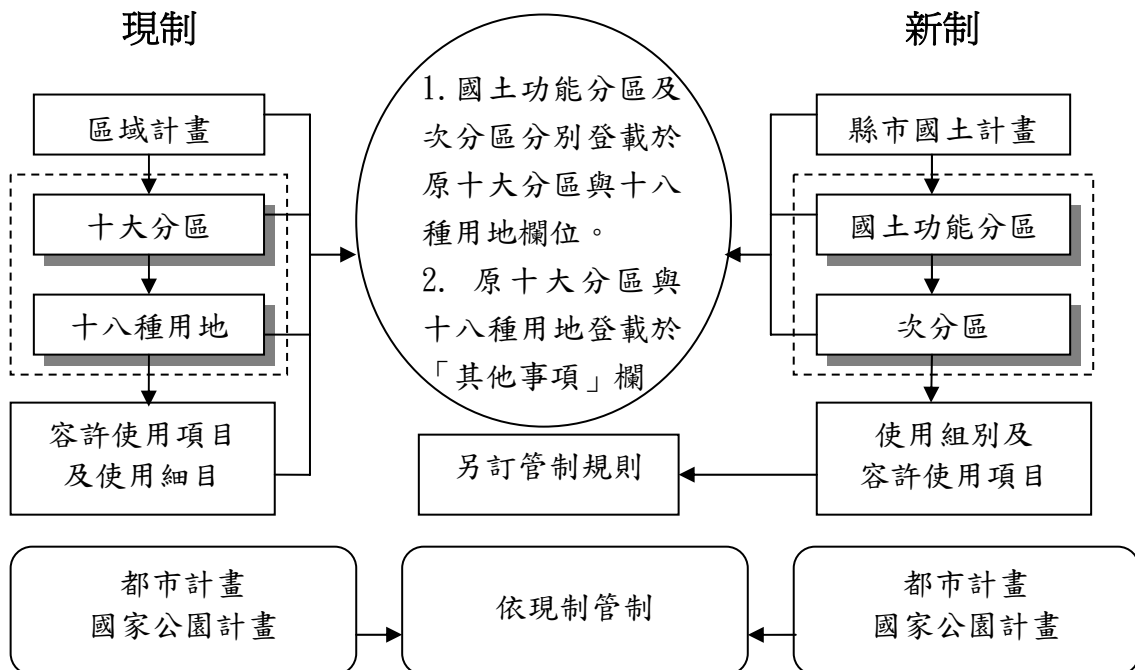 現制
區域計畫
十大分區
十八種用地
容許使用項目
及使用細目
1.國土功能分區及
次分區分別登載於
原十大分區與十八
種用地欄位。
2. 原十大分區與
十八種用地登載於
「其他事項」欄
另訂管制規則
新制
縣市國土計畫
國土功能分區
次分區
使用組別及
容許使用項目
都市計畫
國家公園計畫
依現制管制
都市計畫
國家公園計畫